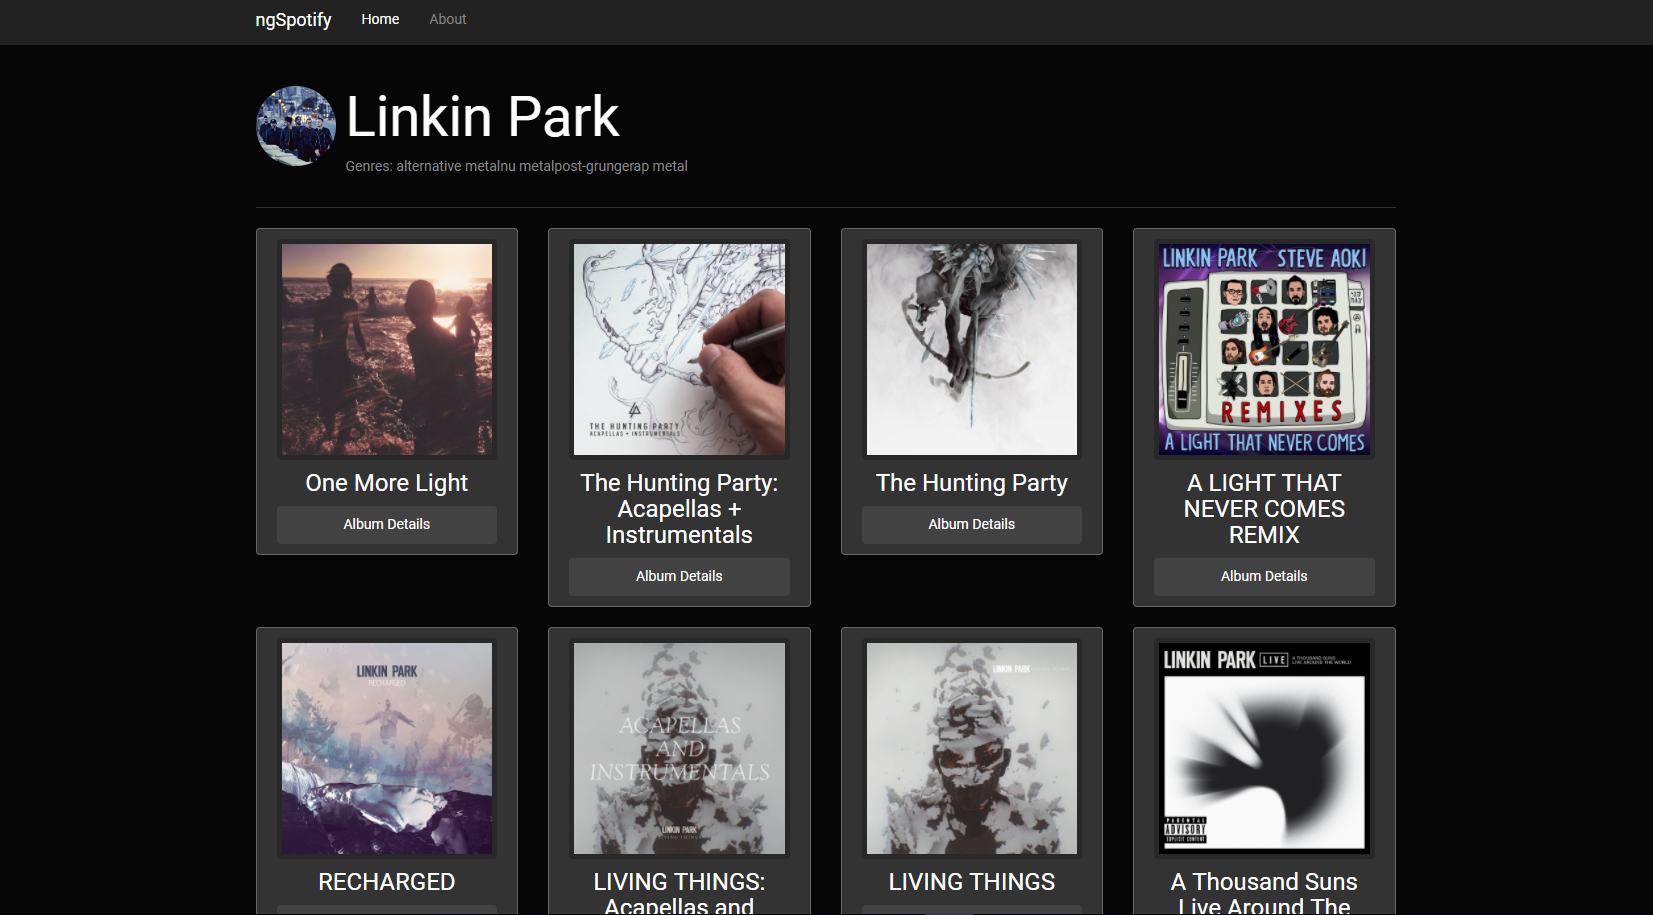 ngSpotify Home About
Linkin Park
Genres: alternative metalnu metalpost-grungerap metal
THE HUNTING PARTY
ACAPELLAS + INSTRUMENTALS
LINKIN PARK STEVE AOKI
REMIXES
A LIGHT THAT NEVER COMES
One More Light
Album Details
The Hunting Party:
Acapellas +
Instrumentals
Album Details
The Hunting Party
Album Details
A LIGHT THAT
NEVER COMES
REMIX
Album Details
LINKIN PARK
RECHARGED
ACAPELLAS
AND
INSTRUMENTALS
LINKIN PARK
LIVING THINGS
LINKIN PARK
LINKIN PARK LIVE A THOUSAND SUNS
LIVE AROUND THE WORLD
PARENTAL
ADVISORY
EXPLICIT CONTENT
RECHARGED
LIVING THINGS:
Acapellas and
LIVING THINGS
A Thousand Suns
Live Around The